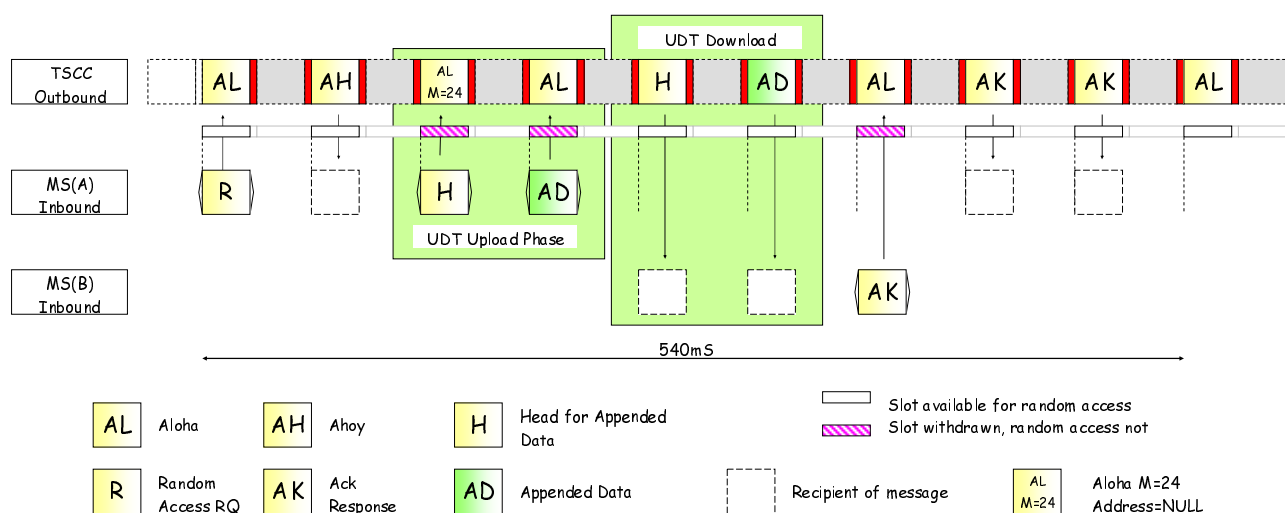 UDT Download
TSCC
Outbound
AL
AH
AL
M=24
AL
H
AD
AL
AK
AK
AL
MS(A)
Inbound
R
H
AD
UDT Upload Phase
MS(B)
Inbound
AK
540mS
AL
Aloha
AH
Ahoy
H
Head for Appended
Data
Slot available for random access
Slot withdrawn, random access not
R
Random
Access RQ
AK
Ack
Response
AD
Appended Data
Recipient of message
AL
M=24
Aloha M=24
Address=NULL